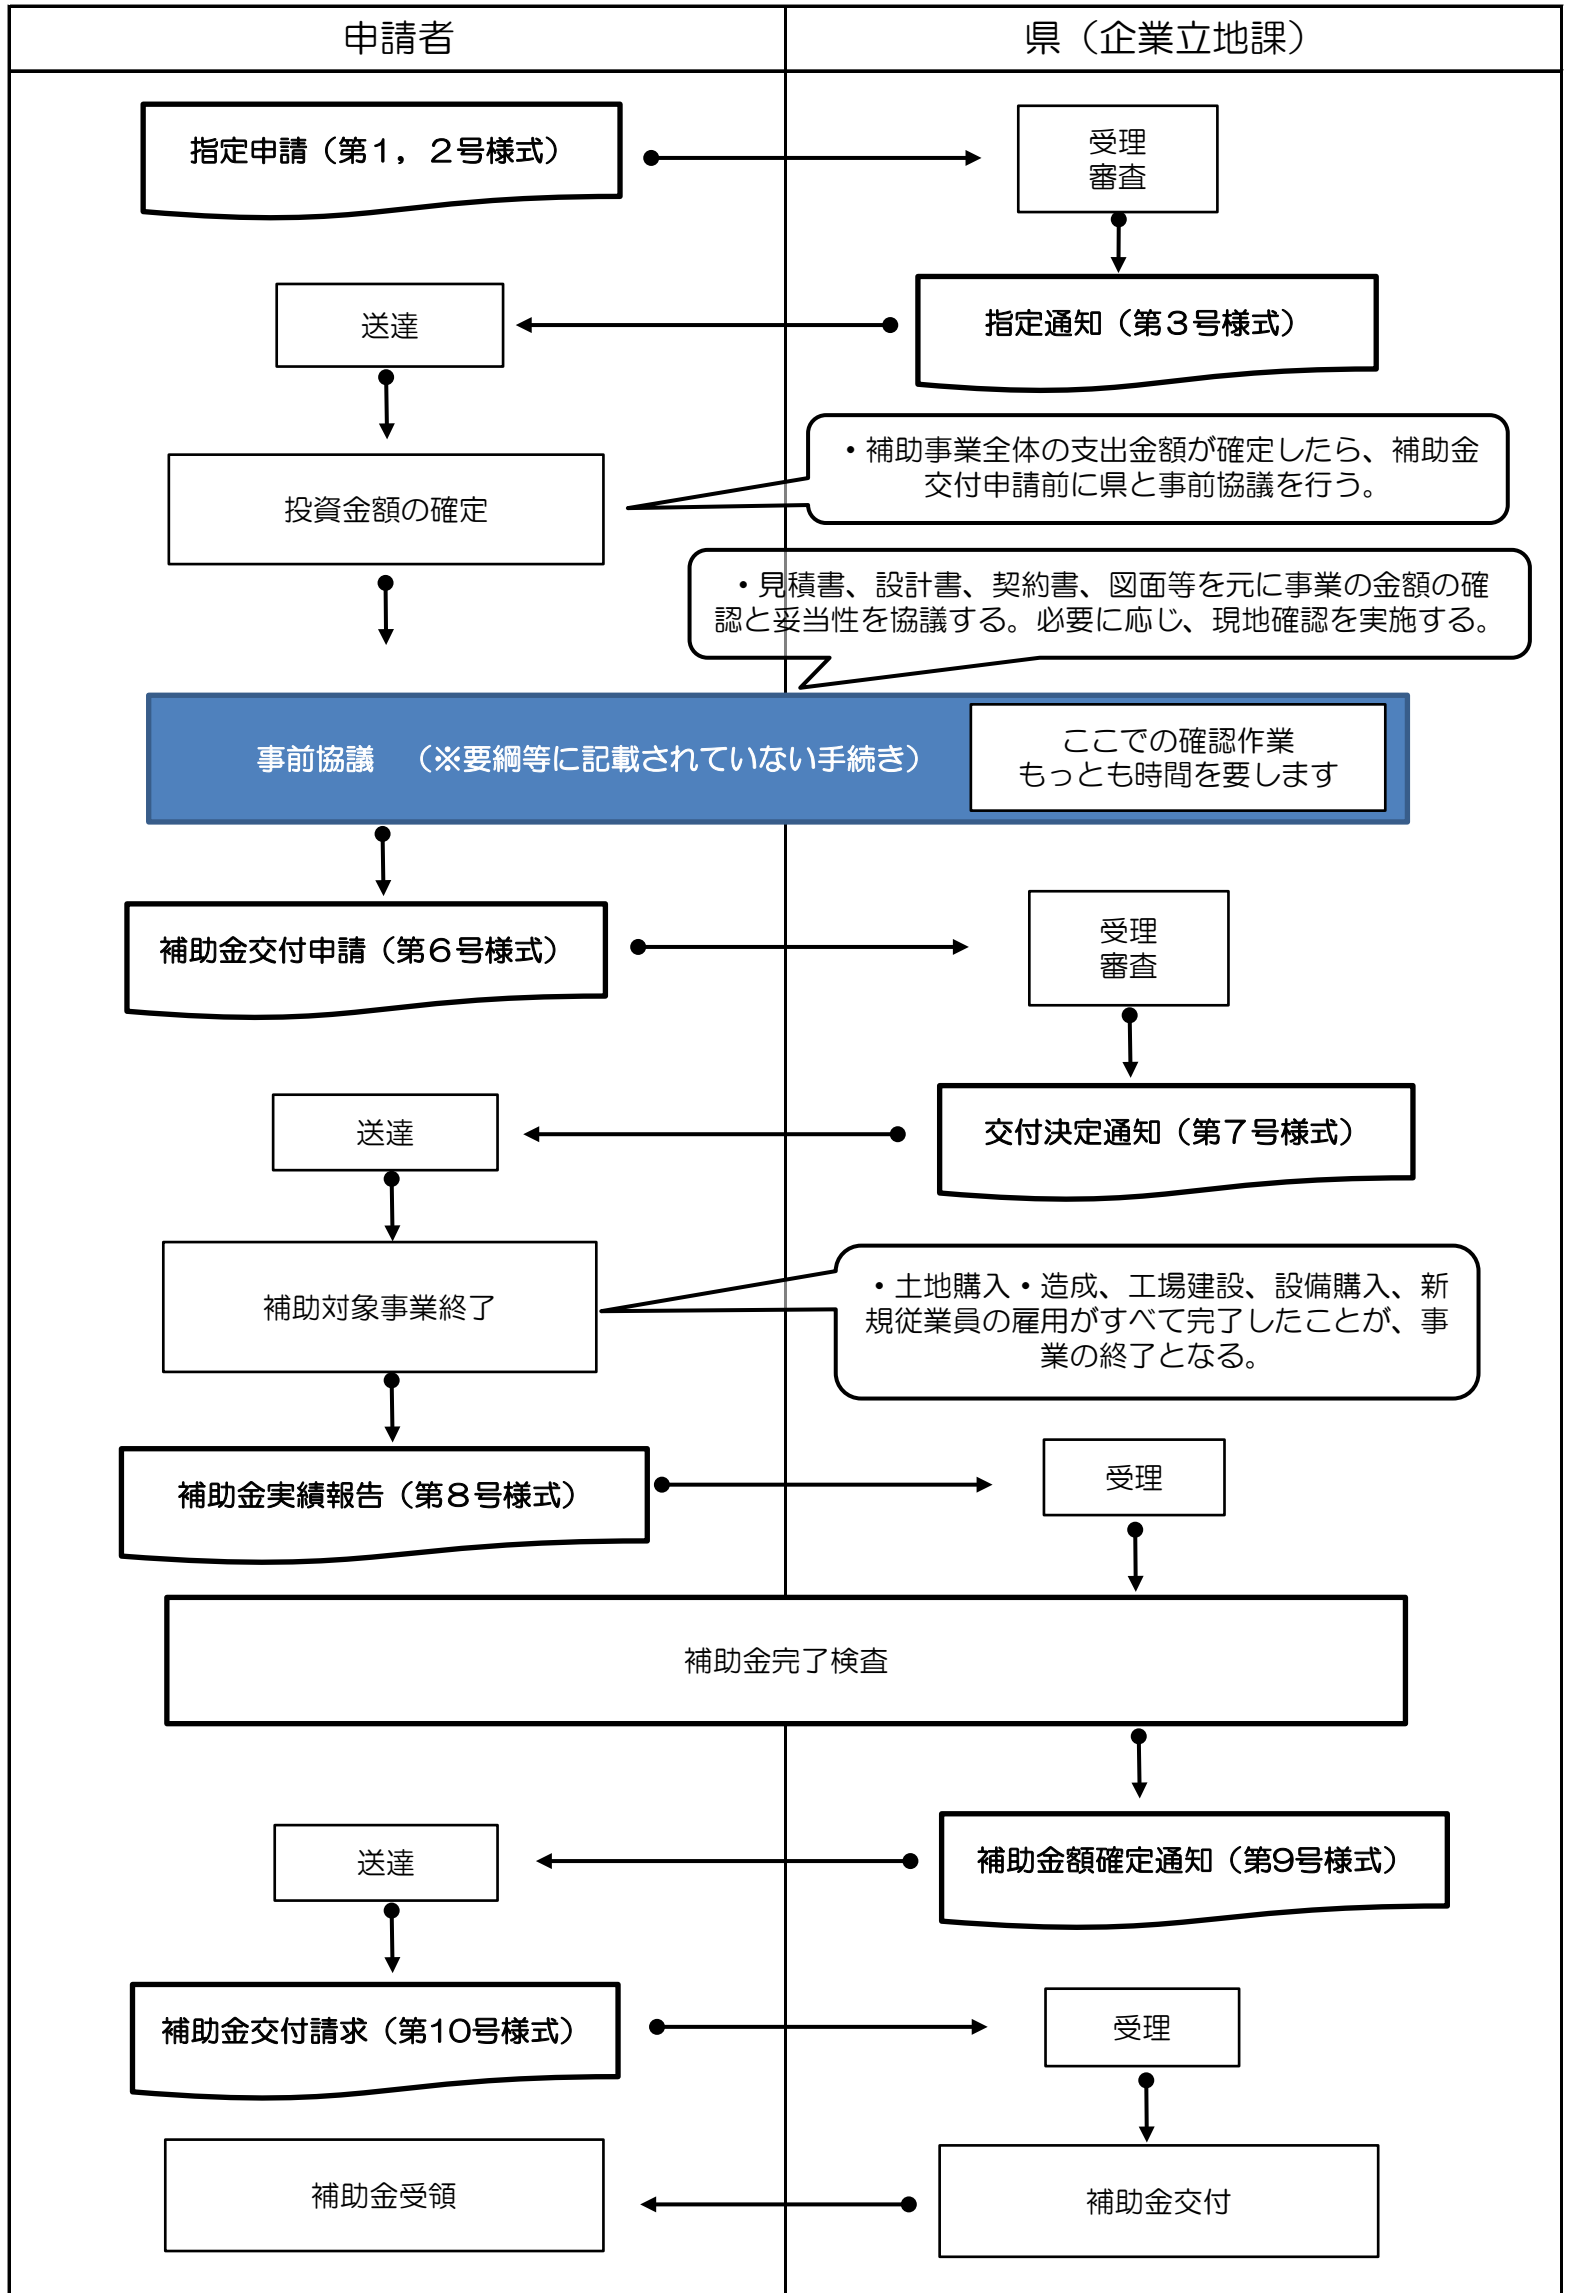 申請者
県（企業立地課）
指定申請（第１，２号様式）
受理
審査
指定通知（第３号様式）
送達
・補助事業全体の支出金額が確定したら、補助金
交付申請前に県と事前協議を行う。
投資金額の確定
・見積書、設計書、契約書、図面等を元に事業の金額の確
認と妥当性を協議する。必要に応じ、現地確認を実施する。
事前協議　（※要綱等に記載されていない手続き）
ここでの確認作業
もっとも時間を要します
補助金交付申請（第６号様式）
受理
審査
交付決定通知（第７号様式）
送達
補助対象事業終了
・土地購入・造成、工場建設、設備購入、新
規従業員の雇用がすべて完了したことが、事
業の終了となる。
補助金実績報告（第８号様式）
受理
補助金完了検査
補助金額確定通知（第9号様式）
送達
補助金交付請求（第10号様式）
受理
補助金交付
補助金受領